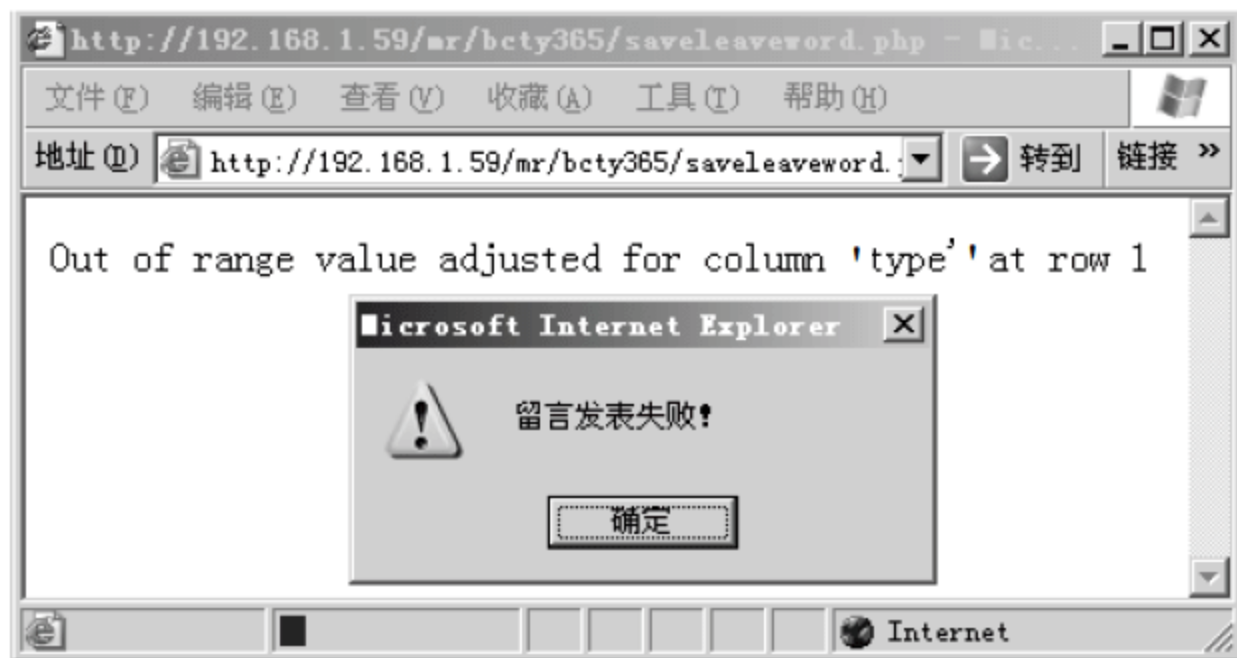 http://192.168.1.59/mr/bcty365/saveleaveword.php - Mic...
文件(F) 编辑(E) 查看(V) 收藏(A) 工具(T) 帮助(H)
地址(D) http://192.168.1.59/mr/bcty365/saveleaveword. 转到 链接 »
Out of range value adjusted for column 'type''at row 1
Microsoft Internet Explorer
留言发表失败!
确定
Internet